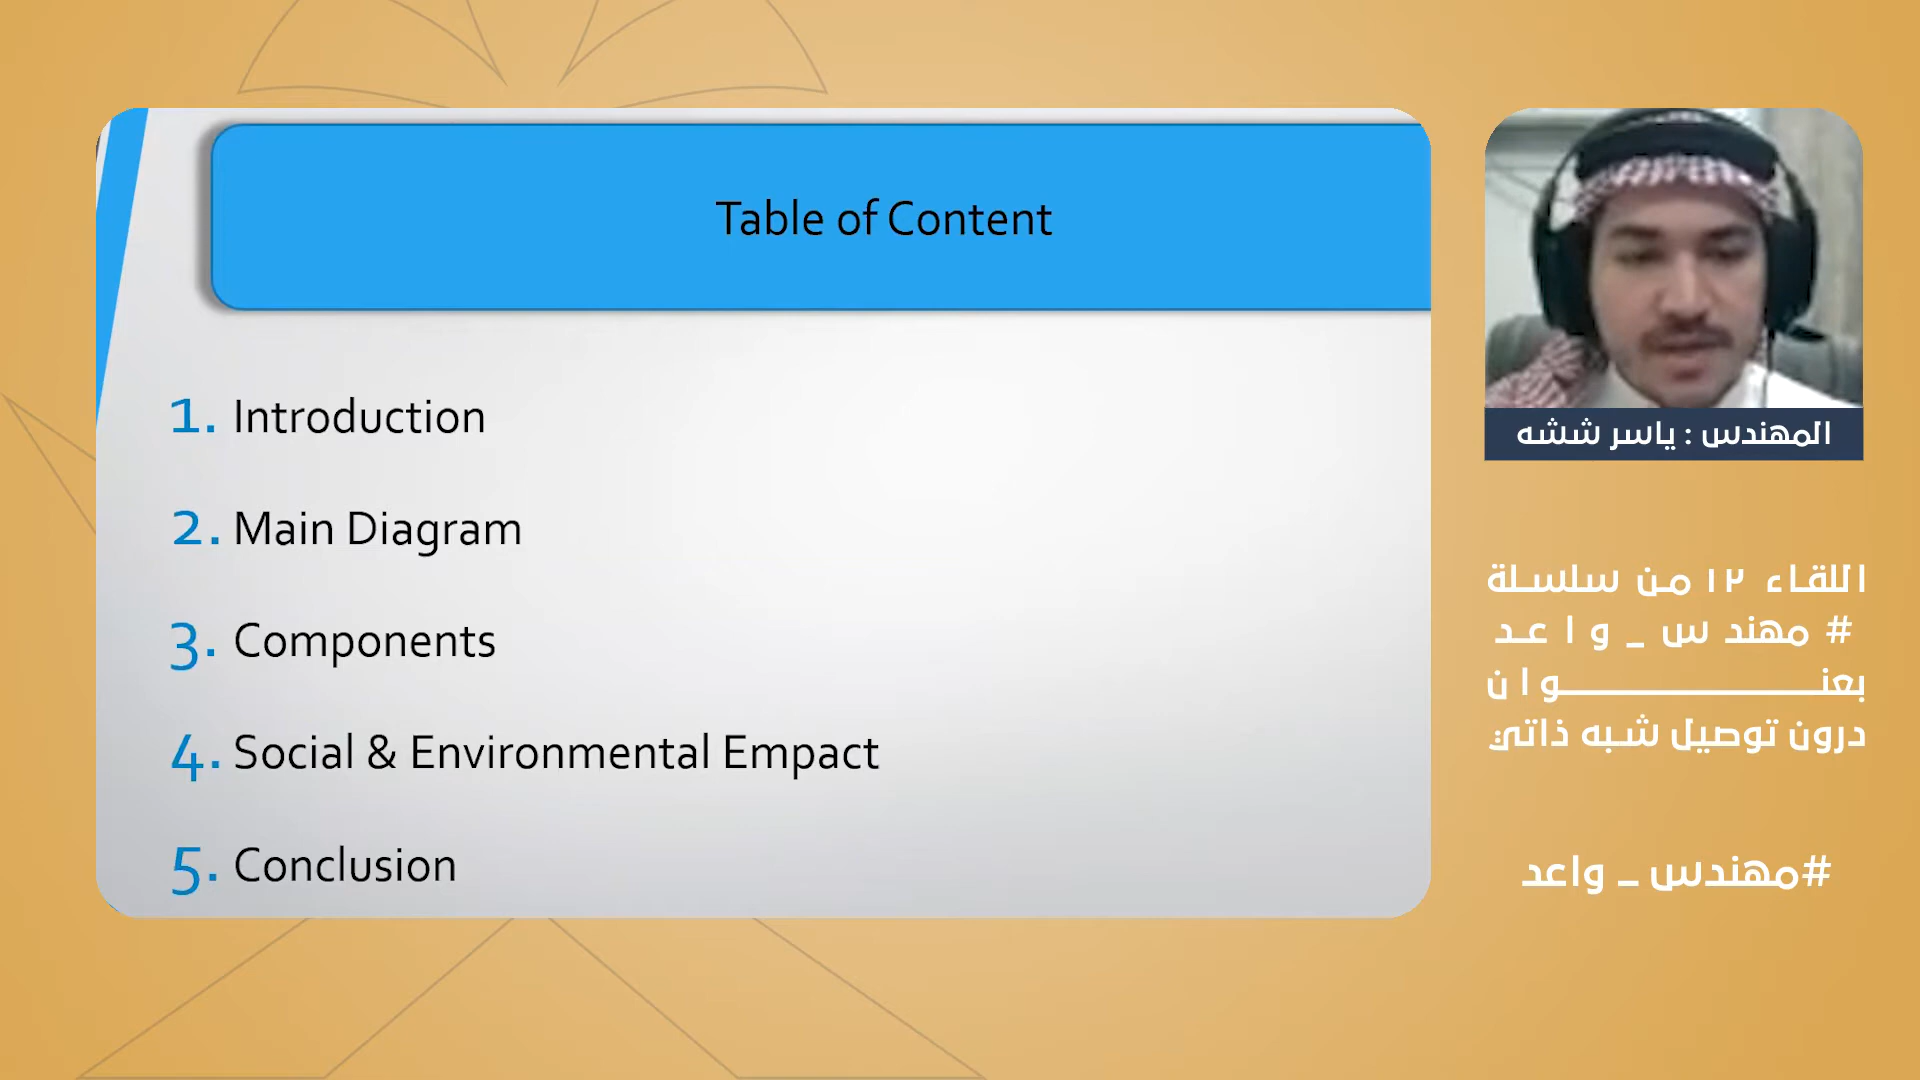 Table of Content
1. Introduction
2. Main Diagram
3. Components
4. Social & Environmental Empact
5. Conclusion
المهندس : ياسر ششه
اللقاء ١٢ من سلسلة
# مهندس _ واعد
بعنوان
درون توصيل شبه ذاتي
#مهندس _ واعد